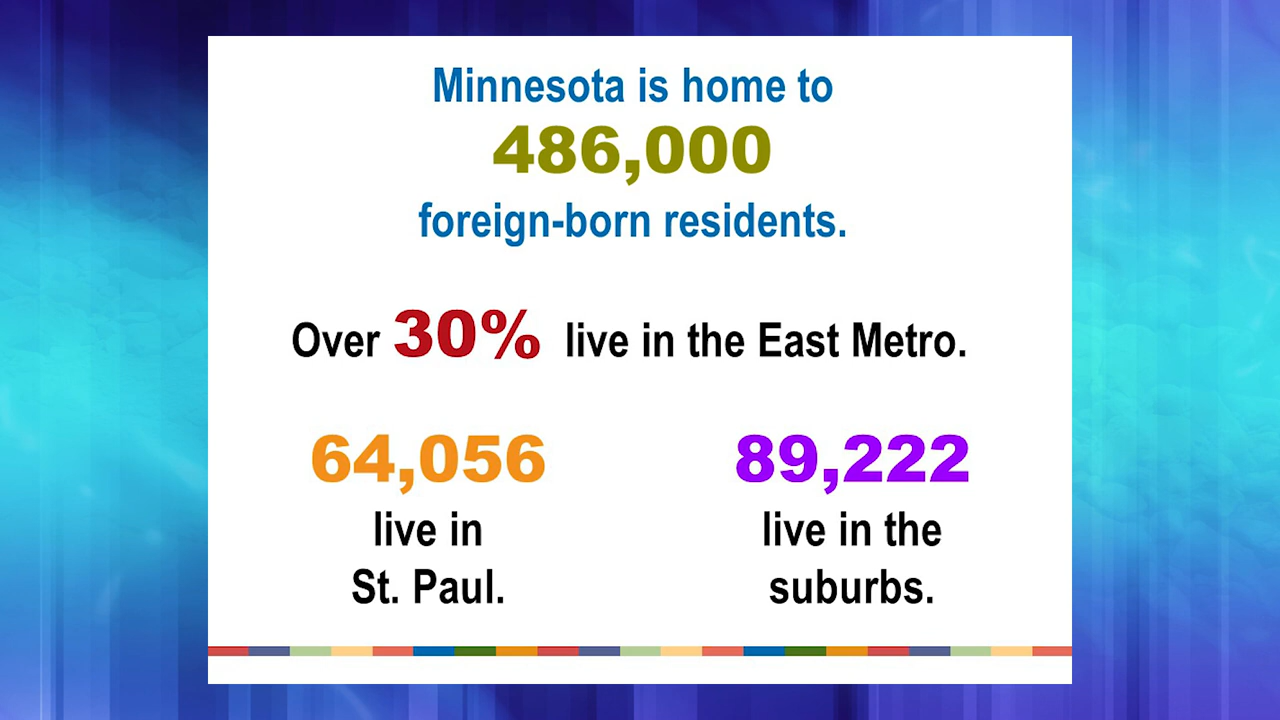 Minnesota is home to
486,000
foreign-born residents.
Over 30% live in the East Metro.
64,056
live in
St. Paul.
89,222
live in the
suburbs.